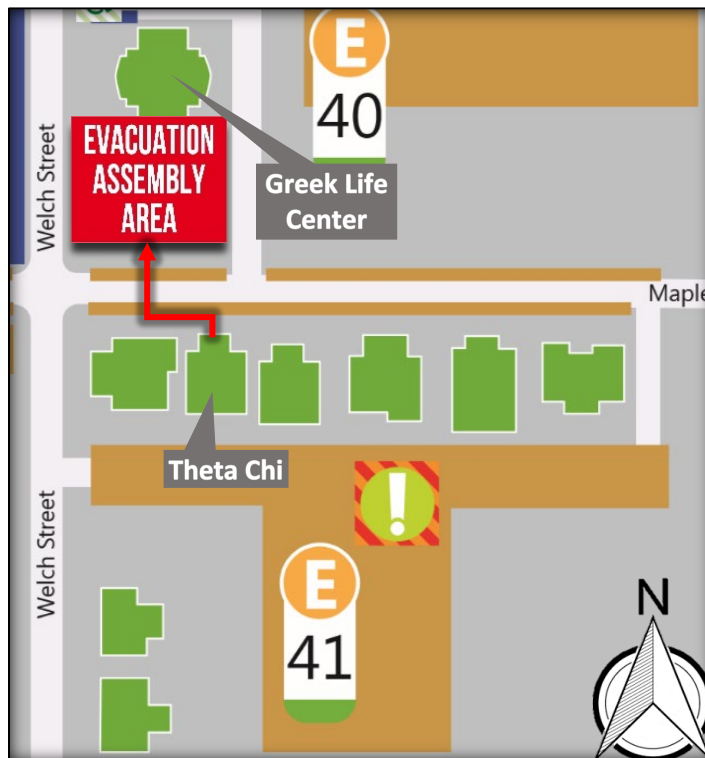 E
40
Welch Street
EVACUATION
ASSEMBLY
AREA
Greek Life
Center
Maple
Theta Chi
!
Welch Street
E
41
N